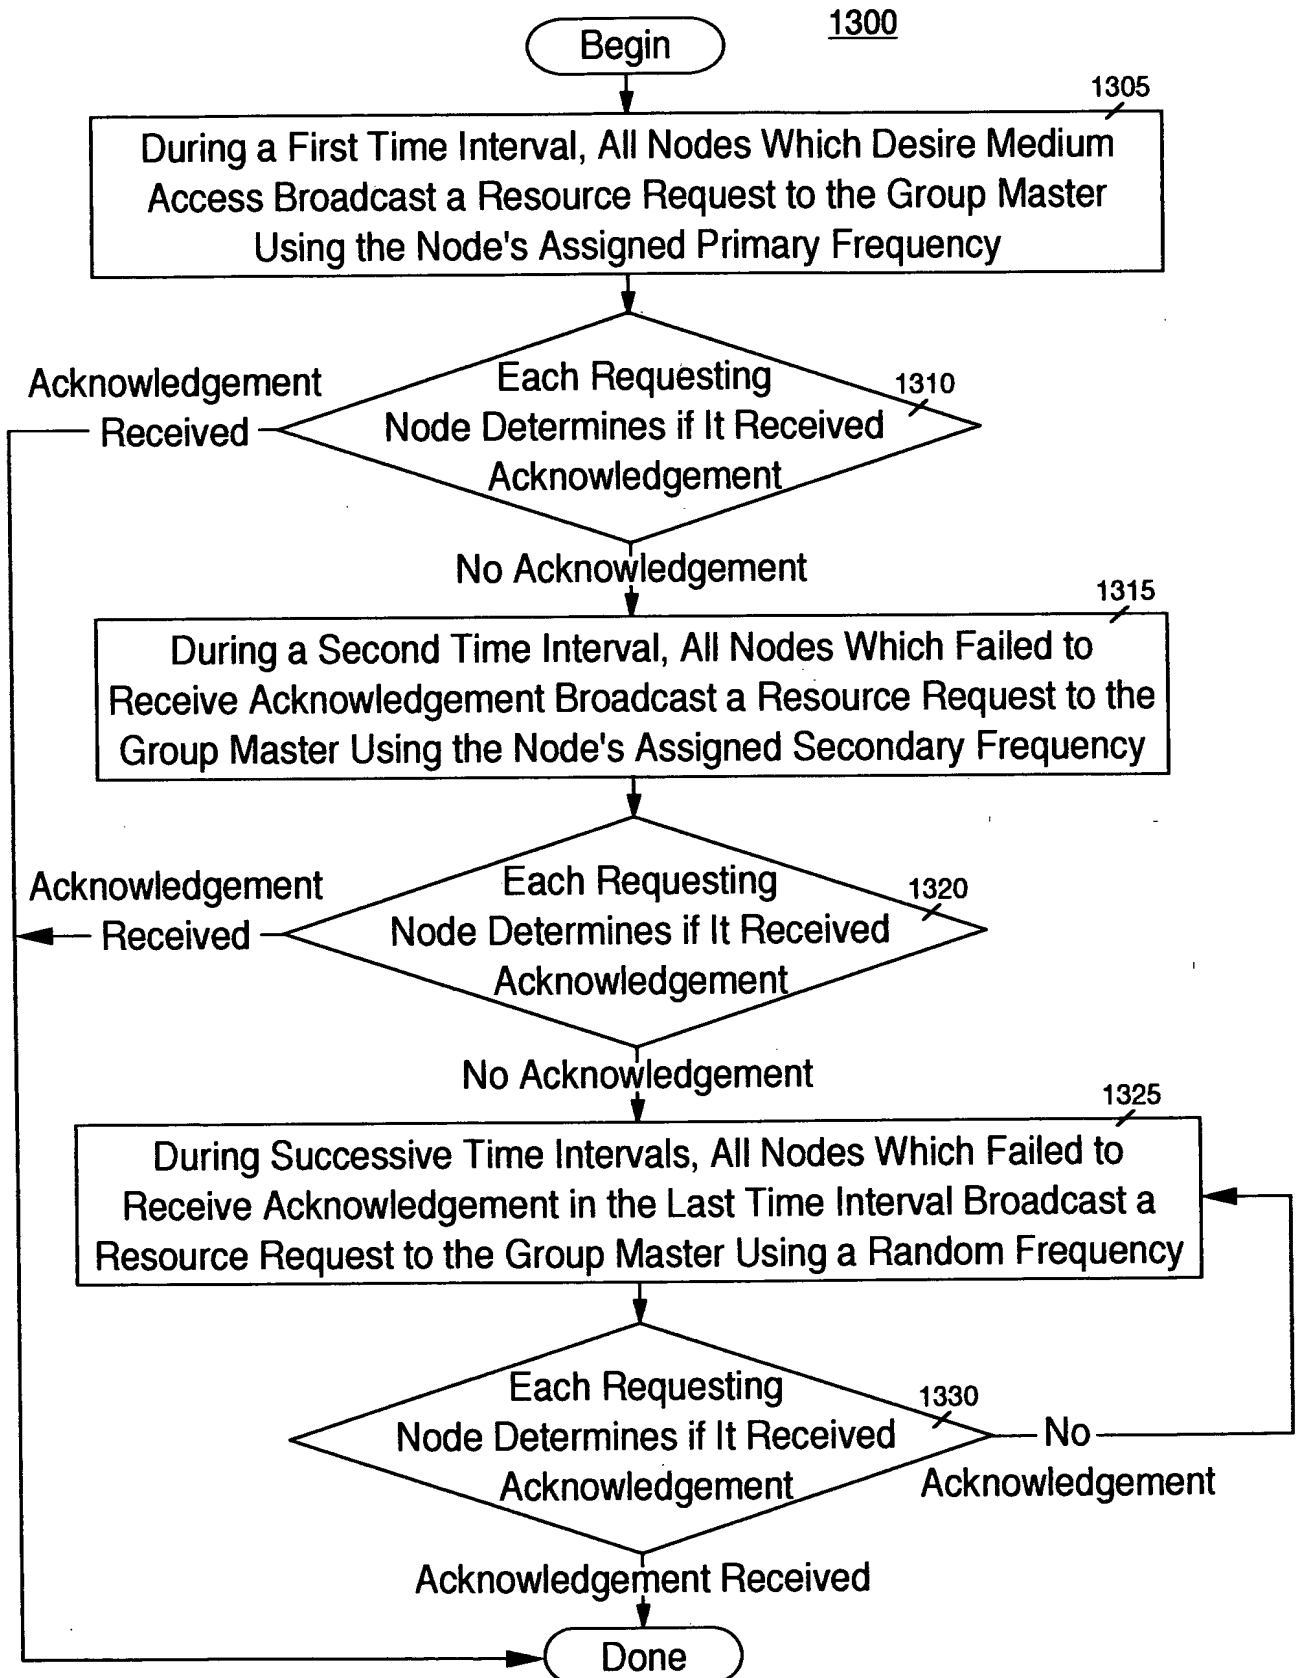 1300
Begin
1305
During a First Time Interval, All Nodes Which Desire Medium
Access Broadcast a Resource Request to the Group Master
Using the Node's Assigned Primary Frequency
Each Requesting
Node Determines if It Received
Acknowledgement
1310
Acknowledgement
Received
No Acknowledgement
1315
During a Second Time Interval, All Nodes Which Failed to
Receive Acknowledgement Broadcast a Resource Request to the
Group Master Using the Node's Assigned Secondary Frequency
Each Requesting
Node Determines if It Received
Acknowledgement
1320
Acknowledgement
Received
No Acknowledgement
1325
During Successive Time Intervals, All Nodes Which Failed to
Receive Acknowledgement in the Last Time Interval Broadcast a
Resource Request to the Group Master Using a Random Frequency
Each Requesting
Node Determines if It Received
Acknowledgement
1330
No
Acknowledgement
Acknowledgement Received
Done